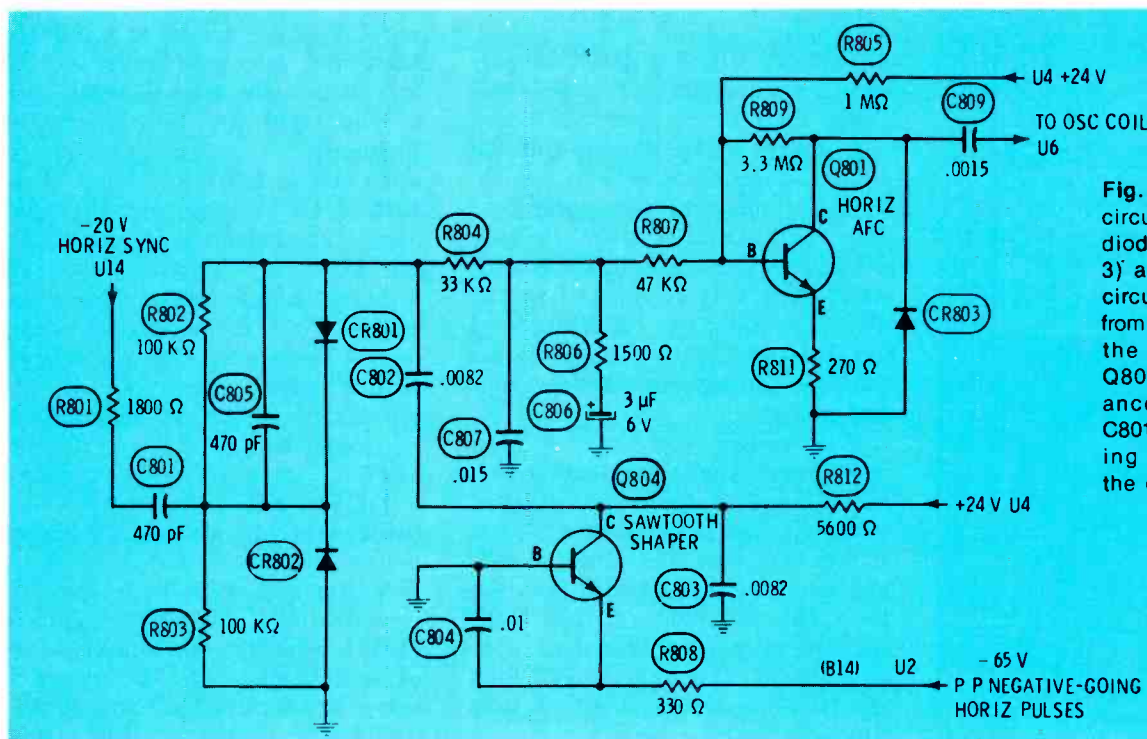 R805
1 MΩ
U4 +24 V
R809
3.3 MΩ
C809
.0015
TO OSC COIL
U6
Q801
HORIZ
AFC
C
B
E
R811
270 Ω
CR803
-20 V
HORIZ SYNC
U14
R801
1800 Ω
C801
470 pF
R802
100 KΩ
C805
470 pF
CR801
CR802
R803
100 KΩ
R804
33 KΩ
C802
.0082
C807
.015
R806
1500 Ω
C806
+
3 µF
6 V
R807
47 KΩ
Q804
C SAWTOOTH
SHAPER
B
E
R812
5600 Ω
+24 V U4
C803
.0082
C804
.01
R808
330 Ω
(B14) U2
-65 V
P P NEGATIVE-GOING
HORIZ PULSES
Fig.
circu
diod
3) a
circu
from
the
Q80
ance
C801
ing
the